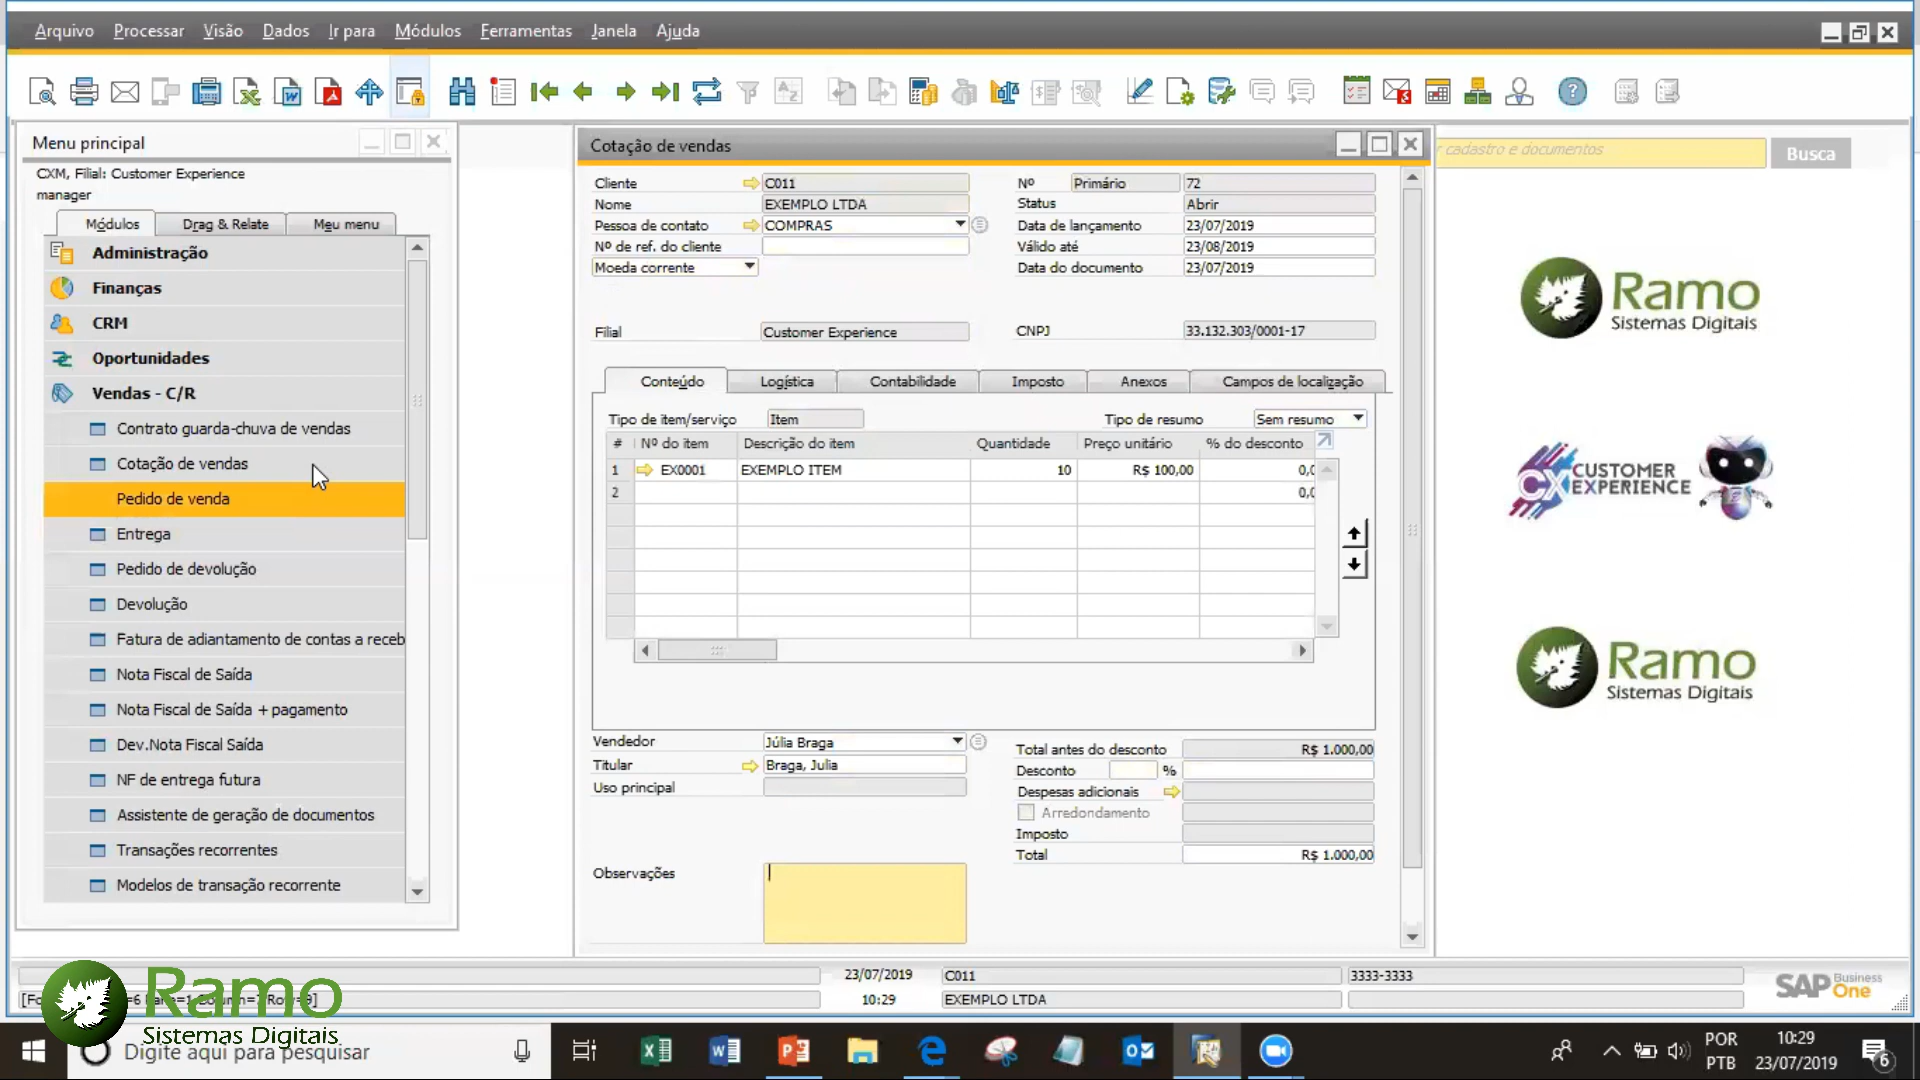 Arquivo Processar Visão Dados Ir para Módulos Ferramentas Janela Ajuda
Menu principal
CXM, Filial: Customer Experience
manager
Módulos Drag & Relate Meu menu
Administração
Finanças
CRM
Oportunidades
Vendas - C/R
Contrato guarda-chuva de vendas
Cotação de vendas
Pedido de venda
Entrega
Pedido de devolução
Devolução
Fatura de adiantamento de contas a receb
Nota Fiscal de Saída
Nota Fiscal de Saída + pagamento
Dev.Nota Fiscal Saída
NF de entrega futura
Assistente de geração de documentos
Transações recorrentes
Modelos de transação recorrente
Cotação de vendas
Cliente C011
Nome EXEMPLO LTDA
Pessoa de contato COMPRAS
Nº de ref. do cliente
Moeda corrente
Filial Customer Experience
Nº Primário 72
Status Abrir
Data de lançamento 23/07/2019
Válido até 23/08/2019
Data do documento 23/07/2019
CNPJ 33.132.303/0001-17
Conteúdo Logística Contabilidade Imposto Anexos Campos de localização
Tipo de item/serviço Item Tipo de resumo Sem resumo
# Nº do item Descrição do item Quantidade Preço unitário % do desconto
1 EX0001 EXEMPLO ITEM 10 R$ 100,00 0,0
2 0,0
Vendedor Júlia Braga
Titular Braga, Julia
Uso principal
Observações
Total antes do desconto R$ 1.000,00
Desconto %
Despesas adicionais
Arredondamento
Imposto
Total R$ 1.000,00
r cadastro e documentos Busca
Ramo
Sistemas Digitais
CX CUSTOMER
EXPERIENCE
Ramo
Sistemas Digitais
23/07/2019 C011 3333-3333
10:29 EXEMPLO LTDA
SAP Business
One
Ramo
Sistemas Digitais
Digite aqui para pesquisar
POR
PTB
10:29
23/07/2019
6